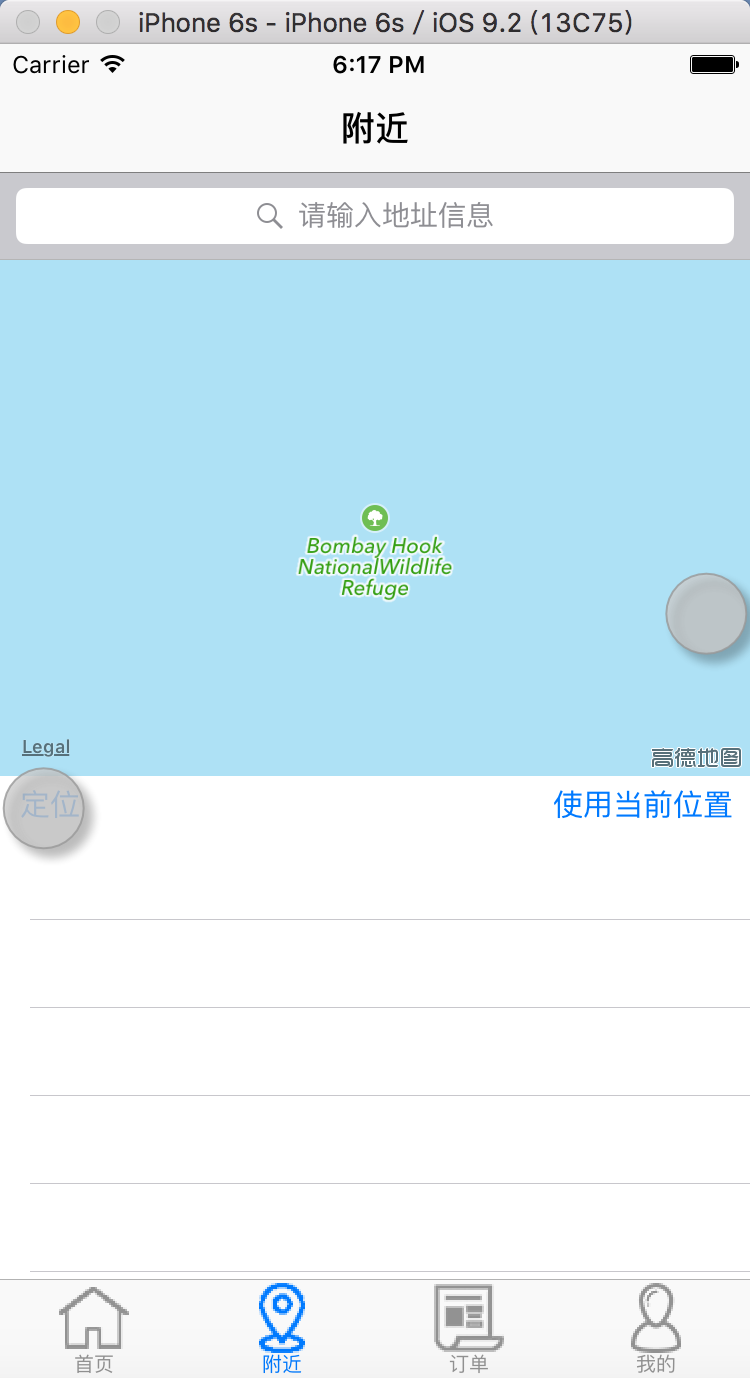 iPhone 6s - iPhone 6s / iOS 9.2 (13C75)
Carrier 6:17 PM
附近
请输入地址信息
Bombay Hook
NationalWildlife
Refuge
Legal
高德地图
定位 使用当前位置
首页 附近 订单 我的